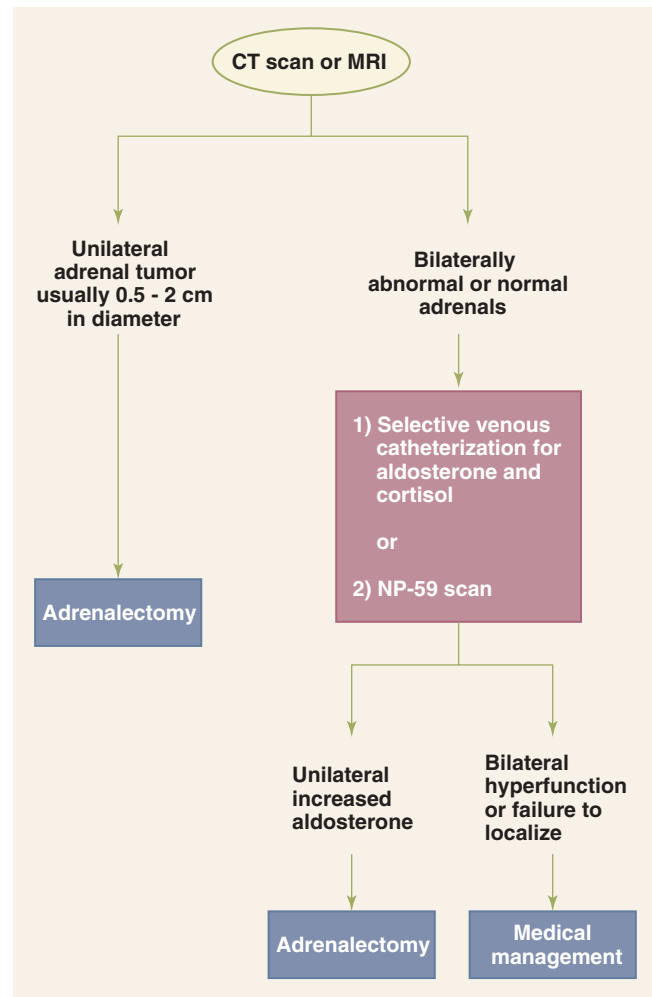 CT scan or MRI
Unilateral
adrenal tumor
usually 0.5 - 2 cm
in diameter
Bilaterally
abnormal or normal
adrenals
1) Selective venous
catheterization for
aldosterone and
cortisol
or
2) NP-59 scan
Adrenalectomy
Unilateral
increased
aldosterone
Bilateral
hyperfunction
or failure to
localize
Adrenalectomy
Medical
management